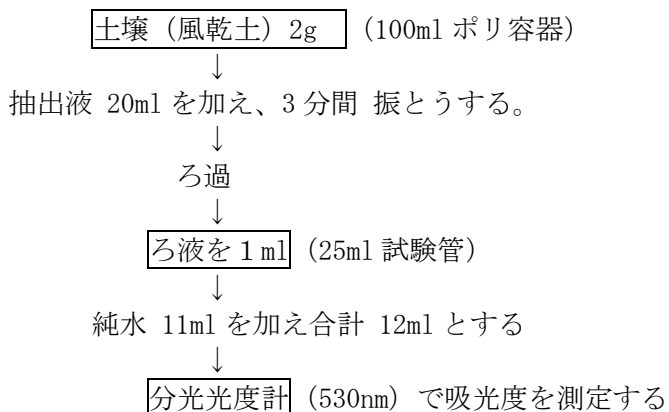 土壌（風乾土）2g （100ml ポリ容器）
↓
抽出液 20ml を加え、3 分間 振とうする。
↓
ろ過
↓
ろ液を１ml （25ml 試験管）
↓
純水 11ml を加え合計 12ml とする
↓
分光光度計 （530nm）で吸光度を測定する